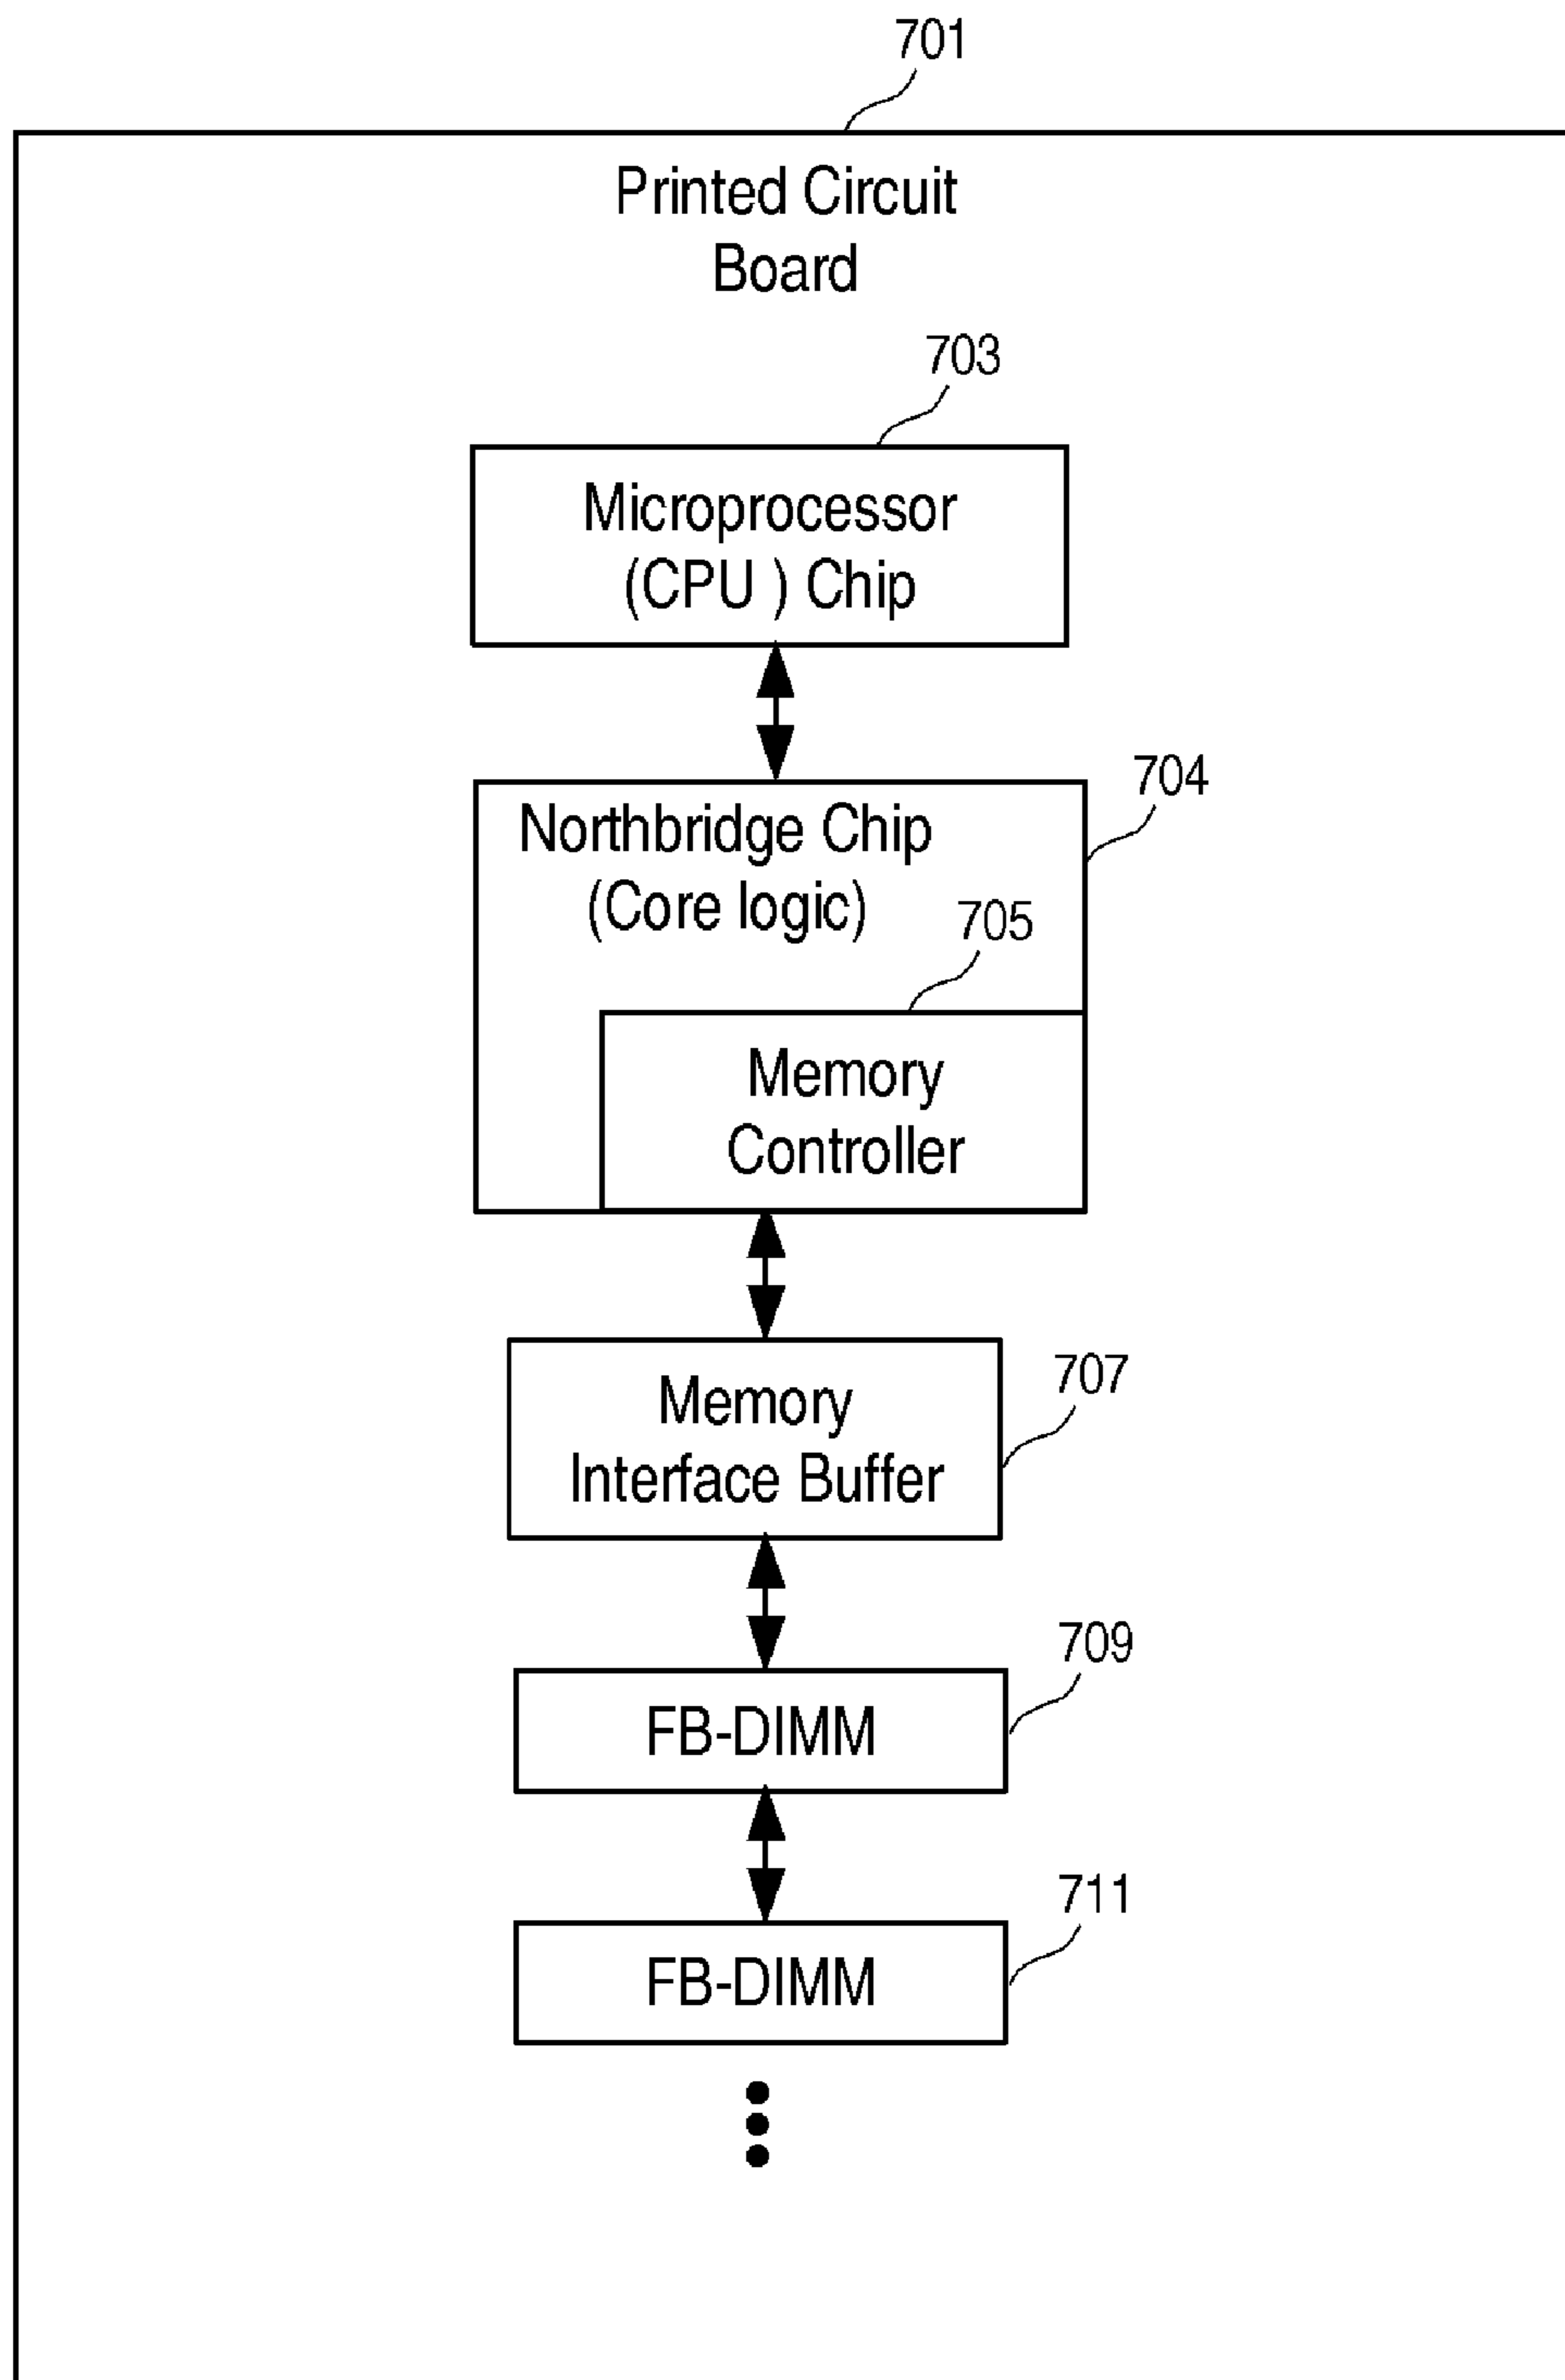 701
Printed Circuit
Board
703
Microprocessor
(CPU ) Chip
704
Northbridge Chip
(Core logic)
705
Memory
Controller
707
Memory
Interface Buffer
709
FB-DIMM
711
FB-DIMM